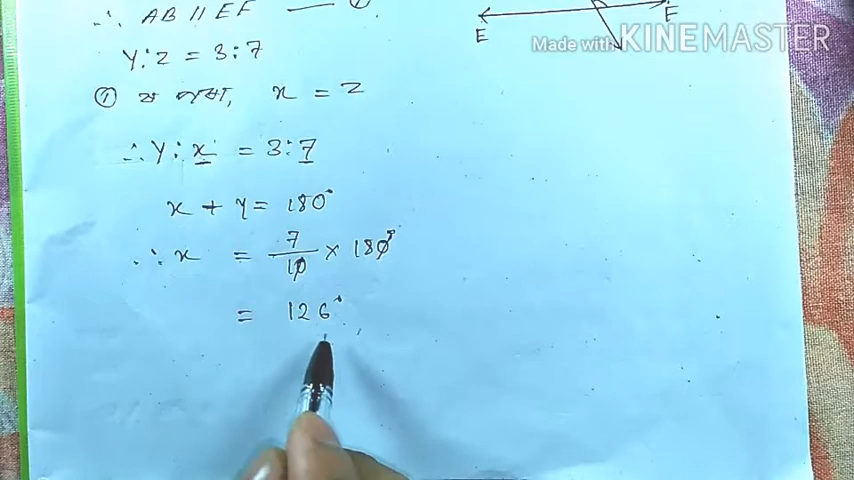 ∴ AB || EF —— ①
E
F
Made with KINEMASTER
Y:z = 3:7
① x = z
∴ Y:x = 3:7
x + y = 180°
∴ x = 7/10 × 180°
= 126°